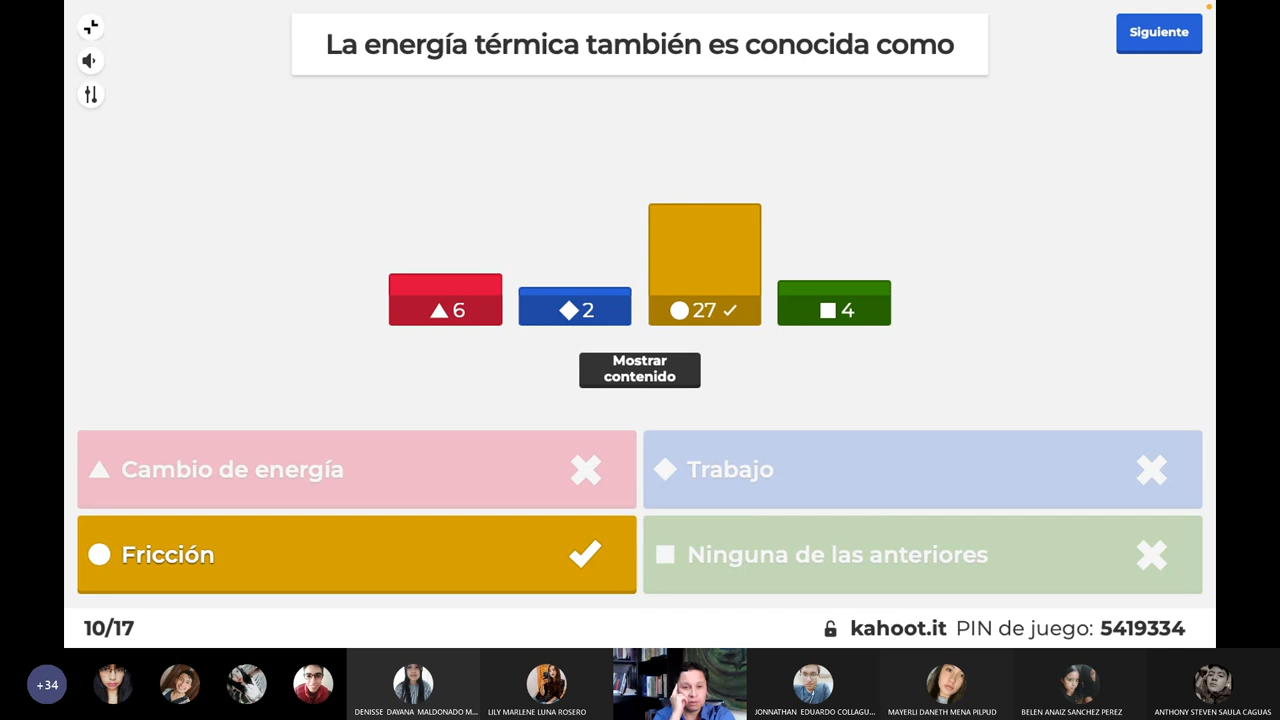 La energía térmica también es conocida como
Siguiente
6
2
27
4
Mostrar
contenido
Cambio de energía
Trabajo
Fricción
Ninguna de las anteriores
10/17
kahoot.it PIN de juego: 5419334
+34
DENISSE DAYANA MALDONADO M...
LILY MARLENE LUNA ROSERO
JONNATHAN EDUARDO COLLAGU...
MAYERLI DANETH MENA PILPUD
BELEN ANAIZ SANCHEZ PEREZ
ANTHONY STEVEN SAULA CAGUAS